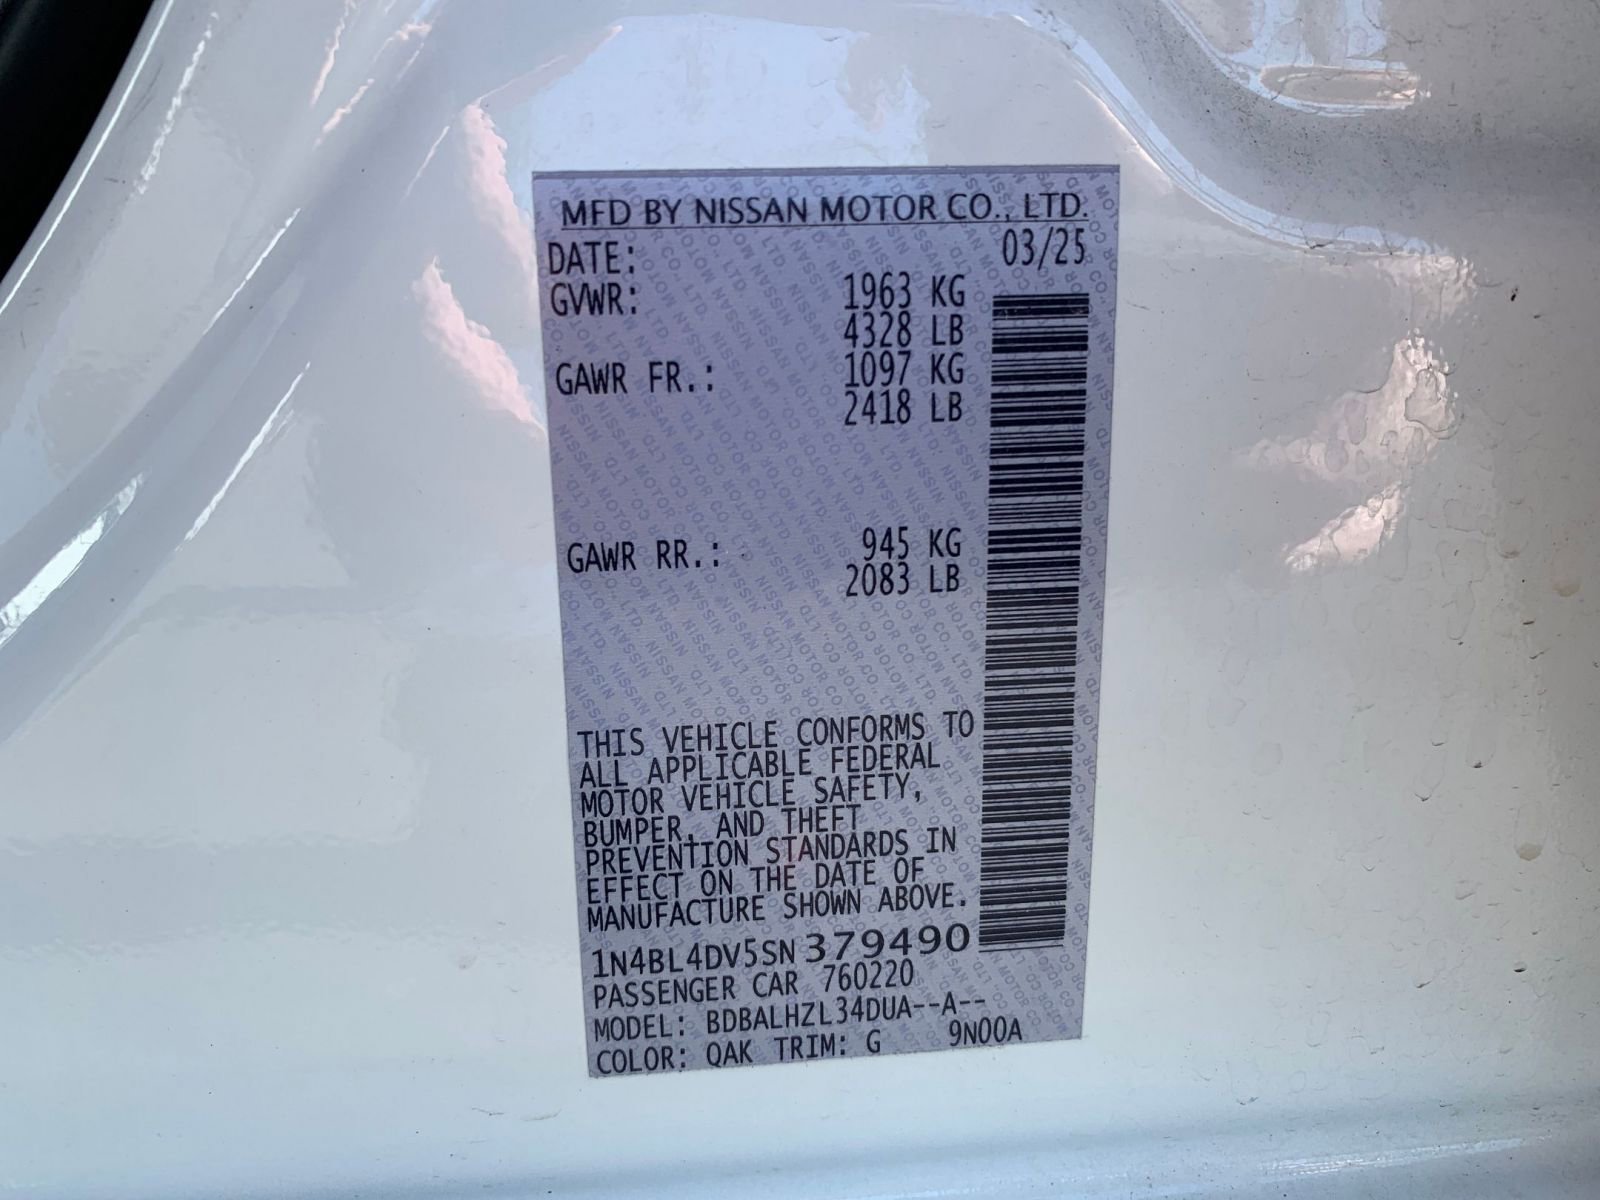 MFD BY NISSAN MOTOR CO., LTD.
DATE: 03/25
GVWR: 1963 KG
4328 LB
GAWR FR.: 1097 KG
2418 LB
GAWR RR.: 945 KG
2083 LB
THIS VEHICLE CONFORMS TO
ALL APPLICABLE FEDERAL
MOTOR VEHICLE SAFETY,
BUMPER, AND THEFT
PREVENTION STANDARDS IN
EFFECT ON THE DATE OF
MANUFACTURE SHOWN ABOVE.
1N4BL4DV5SN379490
PASSENGER CAR 760220
MODEL: BDBALHZL34DUA--A--
COLOR: QAK TRIM: G 9N00A